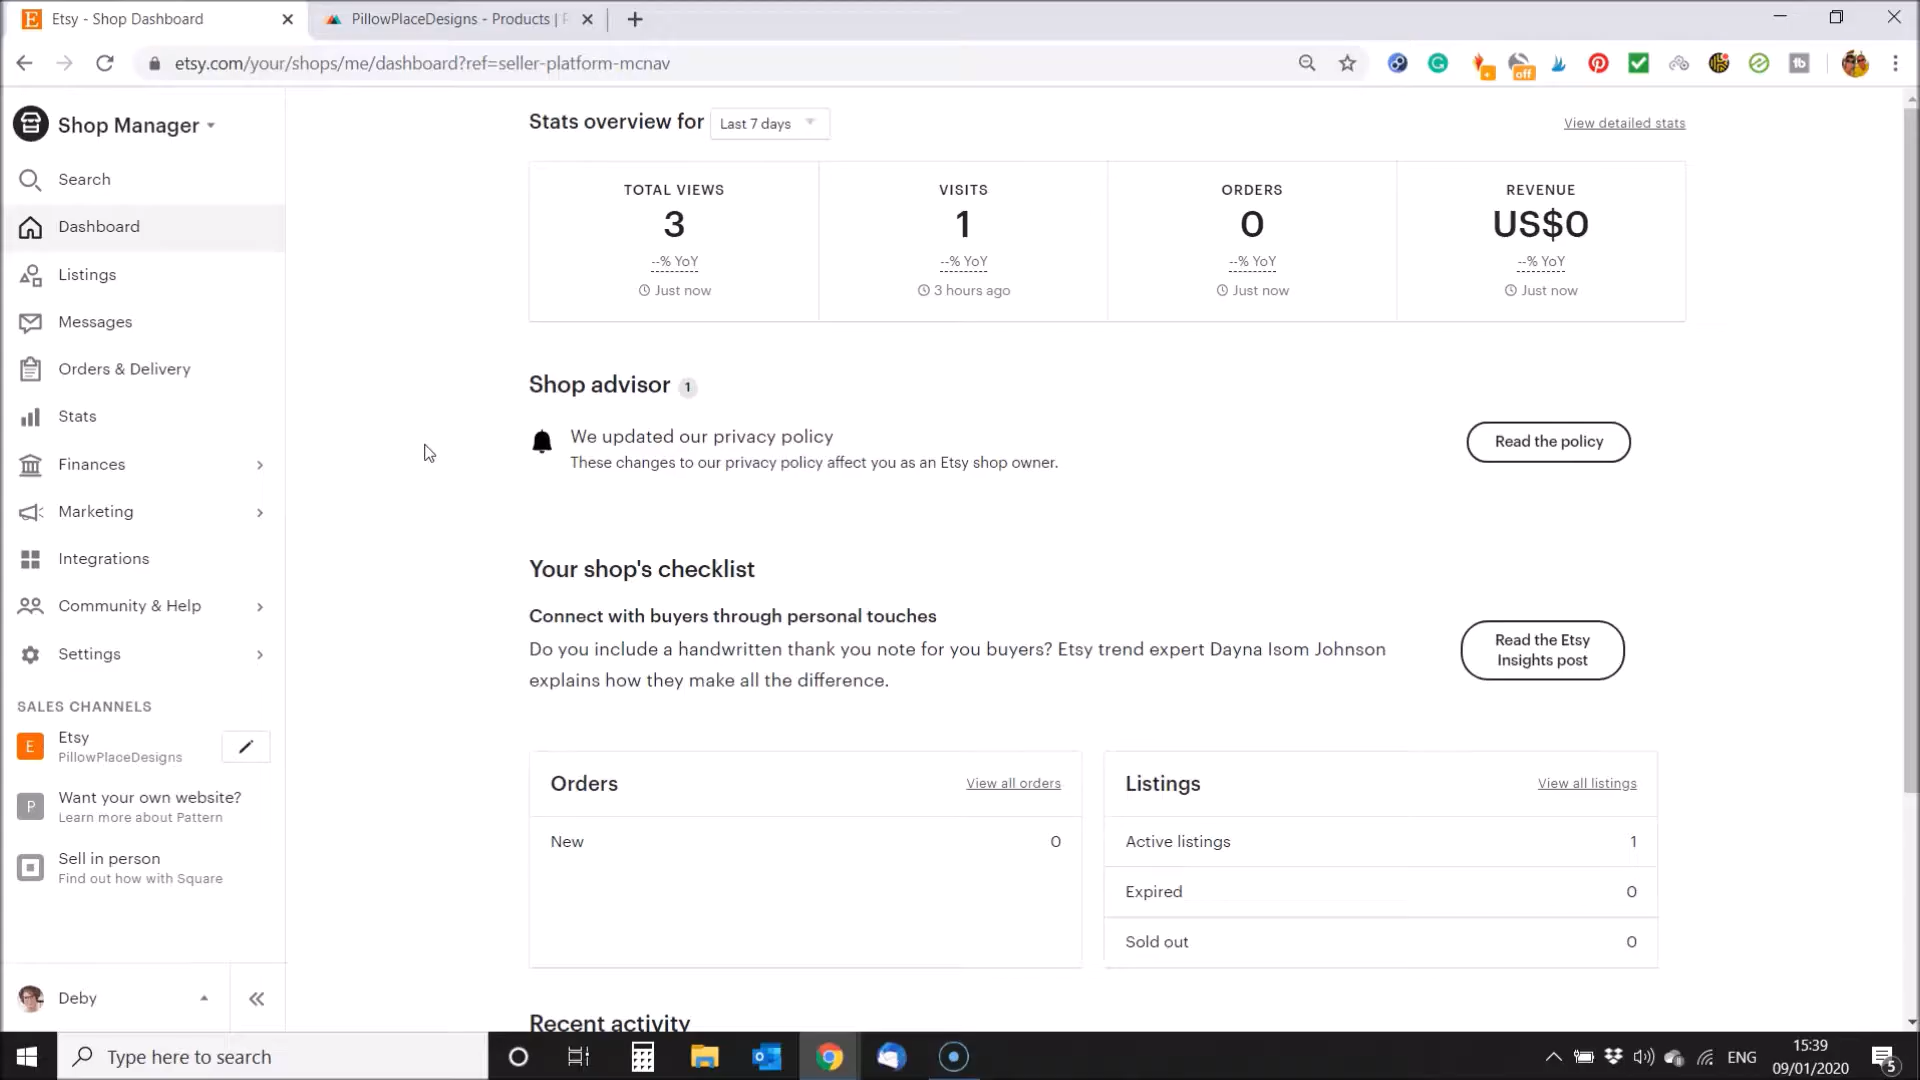 Etsy - Shop Dashboard
PillowPlaceDesigns - Products |
etsy.com/your/shops/me/dashboard?ref=seller-platform-mcnav
off
tb
Shop Manager
Search
Dashboard
Listings
Messages
Orders & Delivery
Stats
Finances
Marketing
Integrations
Community & Help
Settings
SALES CHANNELS
E
Etsy
PillowPlaceDesigns
P
Want your own website?
Learn more about Pattern
Sell in person
Find out how with Square
Deby
Stats overview for
Last 7 days
View detailed stats
TOTAL VIEWS
3
--% YoY
Just now
VISITS
1
--% YoY
3 hours ago
ORDERS
0
--% YoY
Just now
REVENUE
US$0
--% YoY
Just now
Shop advisor 1
We updated our privacy policy
These changes to our privacy policy affect you as an Etsy shop owner.
Read the policy
Your shop's checklist
Connect with buyers through personal touches
Do you include a handwritten thank you note for you buyers? Etsy trend expert Dayna Isom Johnson
explains how they make all the difference.
Read the Etsy
Insights post
Orders
View all orders
New 0
Listings
View all listings
Active listings 1
Expired 0
Sold out 0
Recent activity
Type here to search
ENG
15:39
09/01/2020
5